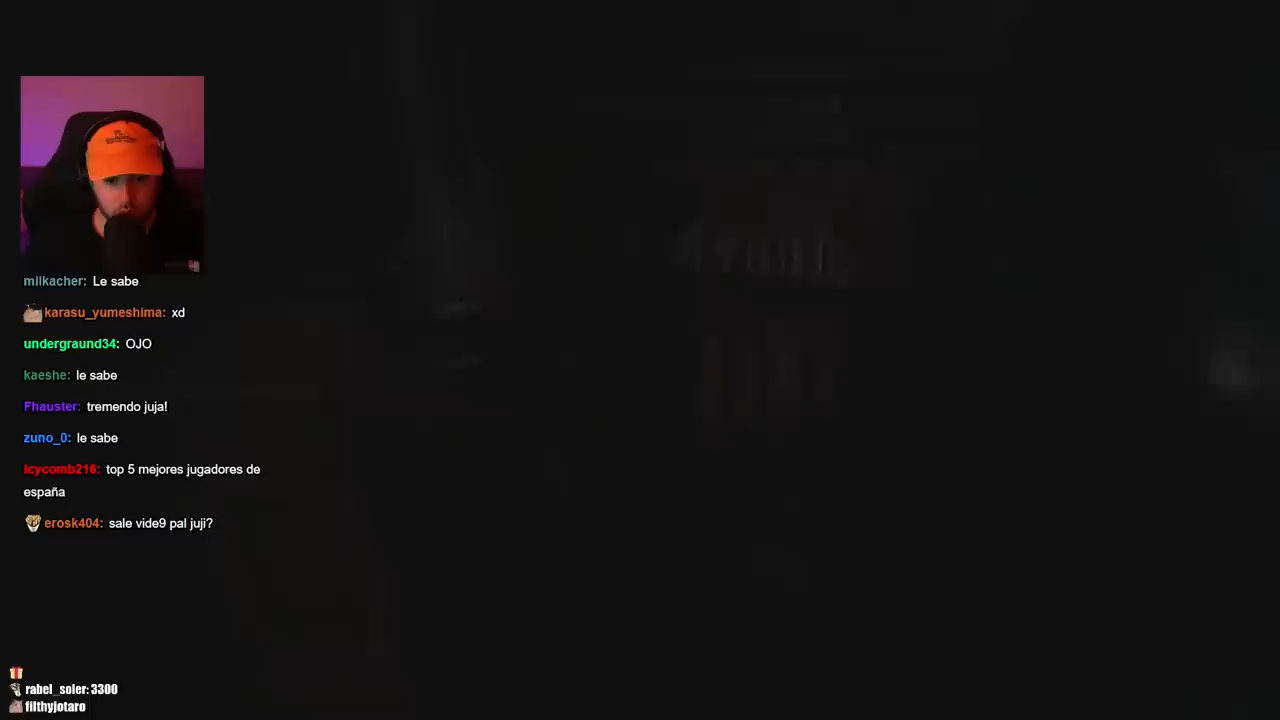 milkacher: Le sabe
karasu_yumeshima: xd
undergraund34: OJO
kaeshe: le sabe
Fhauster: tremendo juja!
zuno_0: le sabe
icycomb216: top 5 mejores jugadores de
españa
erosk404: sale vide9 pal juji?
rabel_soler: 3300
filthyjotaro